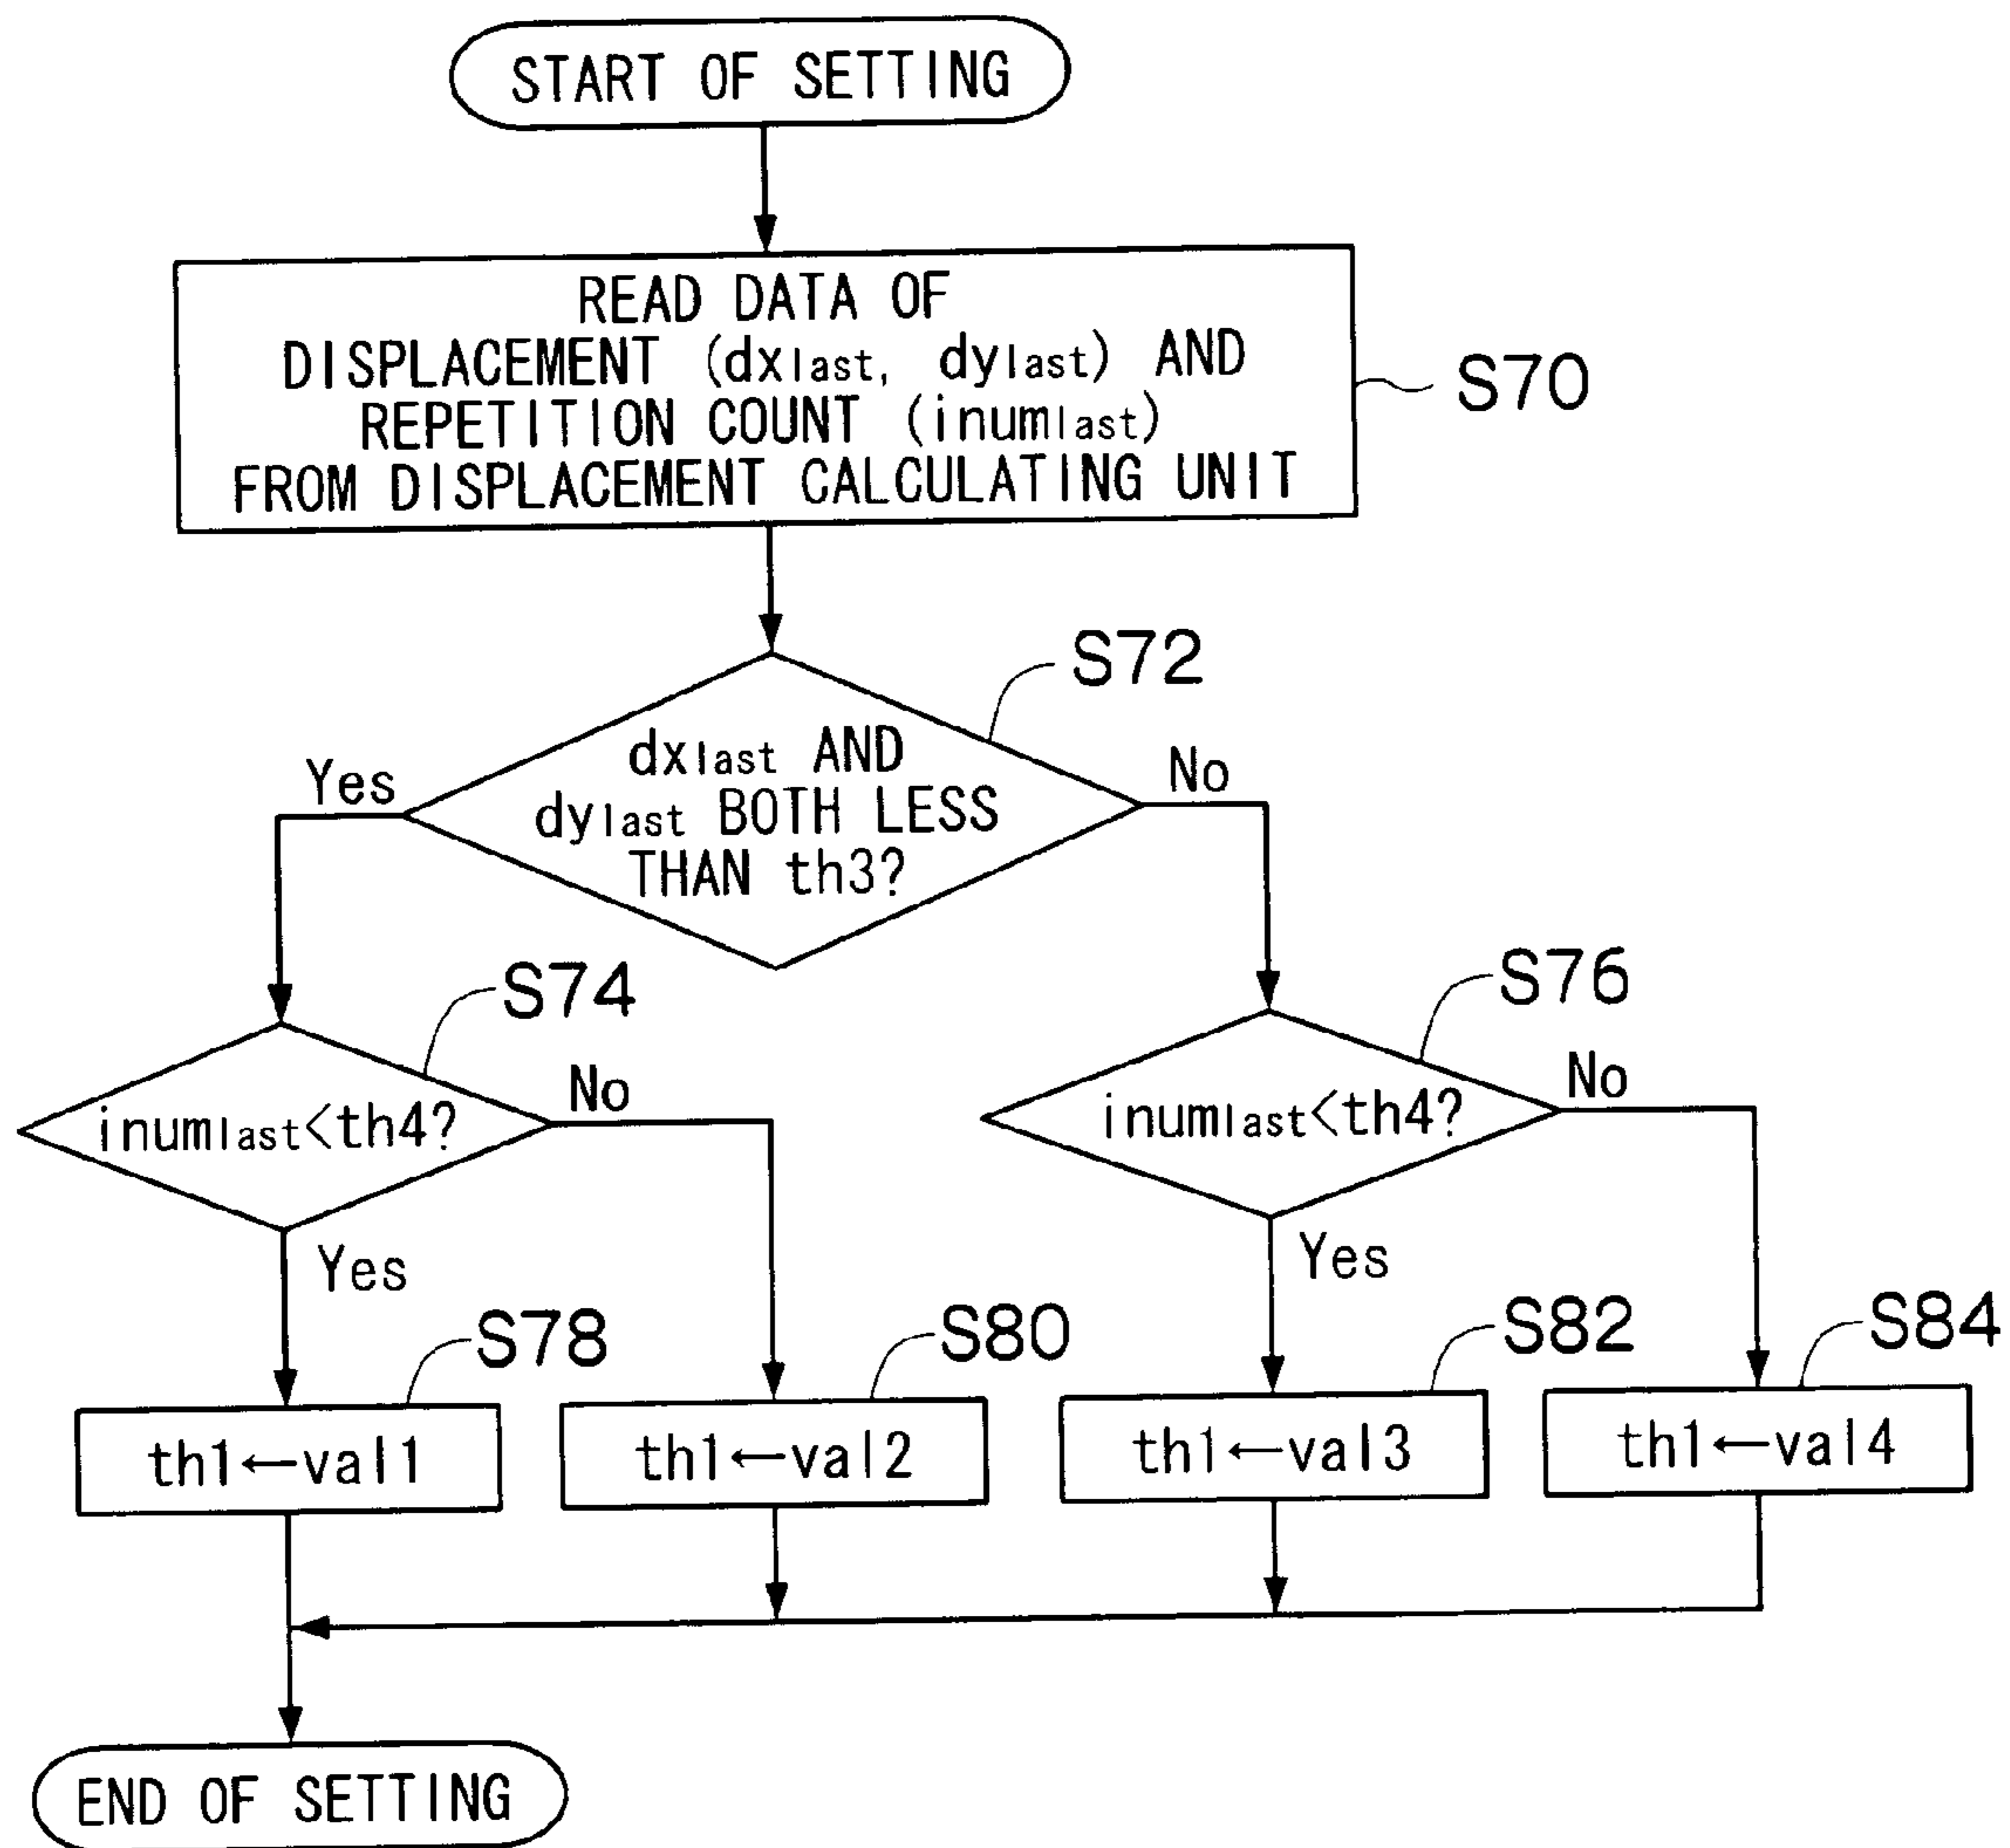 START OF SETTING
READ DATA OF
DISPLACEMENT (dxlast, dylast) AND
REPETITION COUNT (inumlast)
FROM DISPLACEMENT CALCULATING UNIT
S70
S72
dxlast AND
dylast BOTH LESS
THAN th3?
Yes
No
S74
inumlast<th4?
No
Yes
S76
inumlast<th4?
No
Yes
S78
th1←val1
S80
th1←val2
S82
th1←val3
S84
th1←val4
END OF SETTING